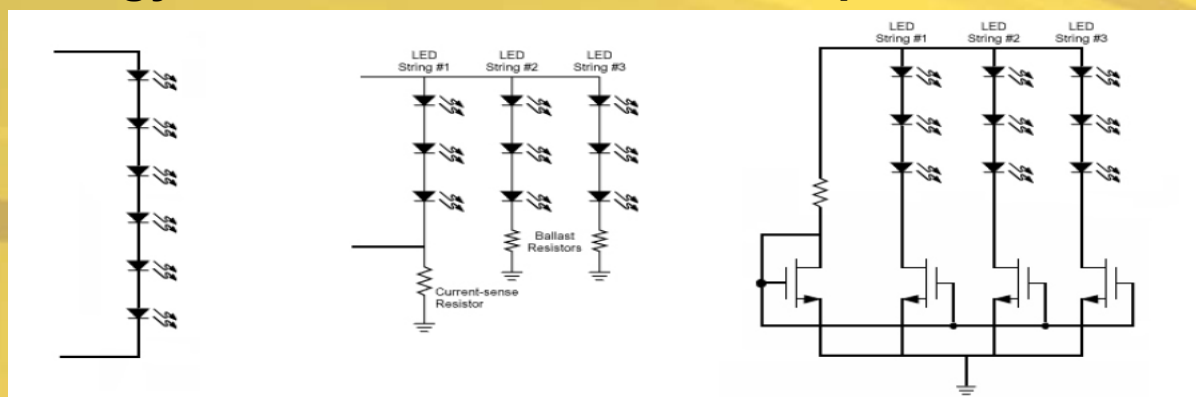 LED
String #1
LED
String #2
LED
String #3
Ballast
Resistors
Current-sense
Resistor
LED
String #1
LED
String #2
LED
String #3